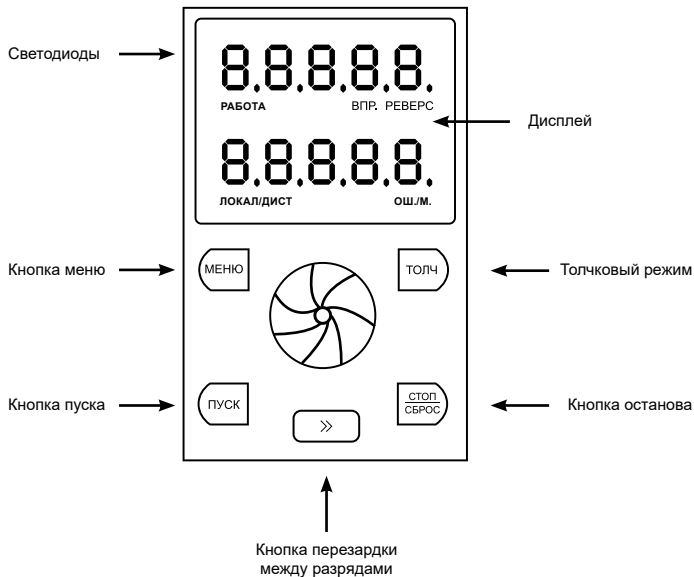 Светодиоды
8.8.8.8.8.
РАБОТА ВПР. РЕВЕРС
Дисплей
8.8.8.8.8.
ЛОКАЛ/ДИСТ ОШ./М.
Кнопка меню
МЕНЮ
ТОЛЧ
Толчковый режим
Кнопка пуска
ПУСК
СТОП
СБРОС
Кнопка останова
»
Кнопка перезардки
между разрядами